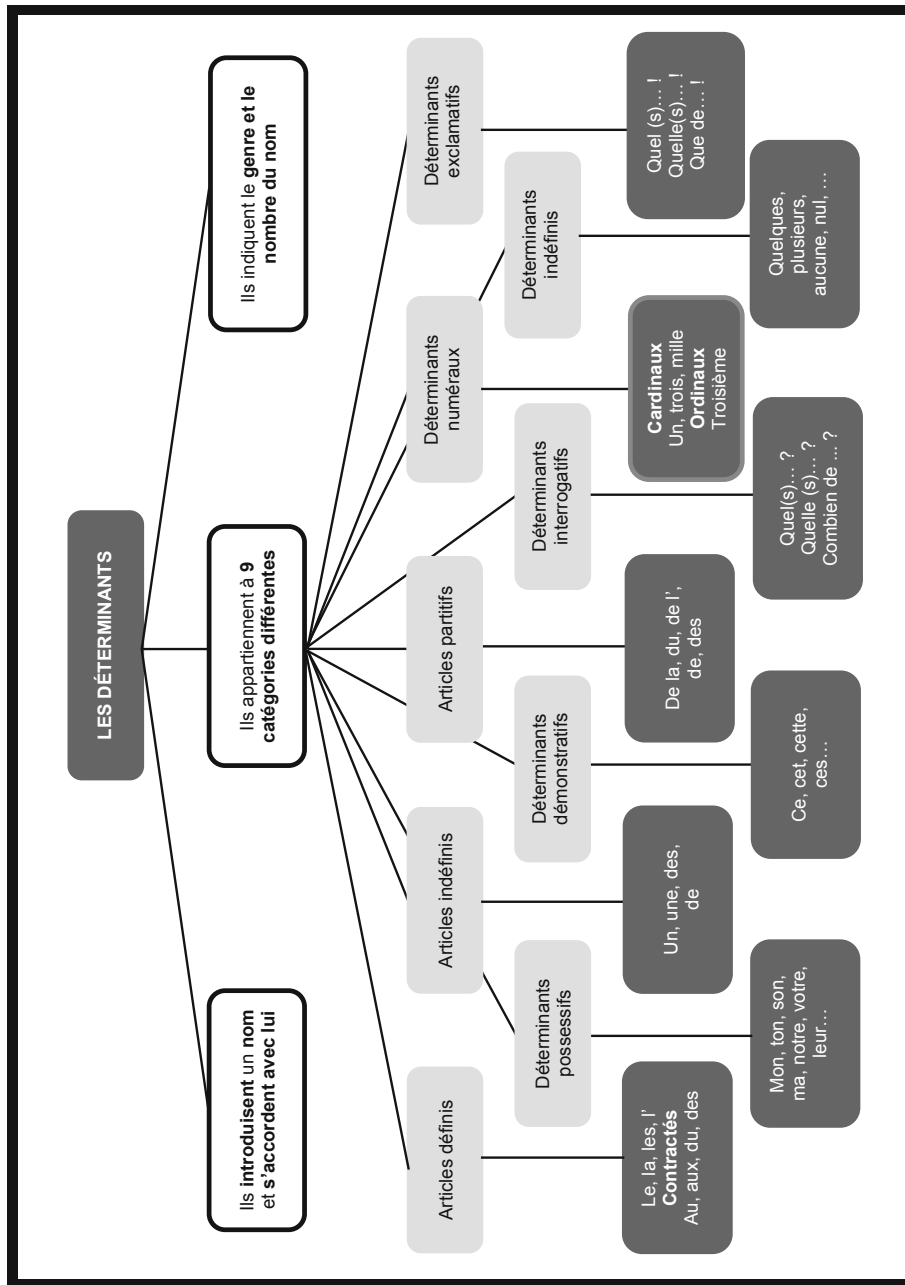 LES DÉTERMINANTS
Ils introduisent un nom
et s'accordent avec lui
Ils appartiennent à 9
catégories différentes
Ils indiquent le genre et le
nombre du nom
Articles définis
Articles indéfinis
Articles partitifs
Déterminants
numéraux
Déterminants
exclamatifs
Déterminants
possessifs
Déterminants
démonstratifs
Déterminants
interrogatifs
Déterminants
indéfinis
Le, la, les, l'
Contractés
Au, aux, du, des
Un, une, des,
de
De la, du, de l',
de, des
Cardinaux
Un, trois, mille
Ordinaux
Troisième
Quel (s)… !
Quelle(s)… !
Que de… !
Mon, ton, son,
ma, notre, votre,
leur…
Ce, cet, cette,
ces…
Quel(s)… ?
Quelle (s)… ?
Combien de ... ?
Quelques,
plusieurs,
aucune, nul, …